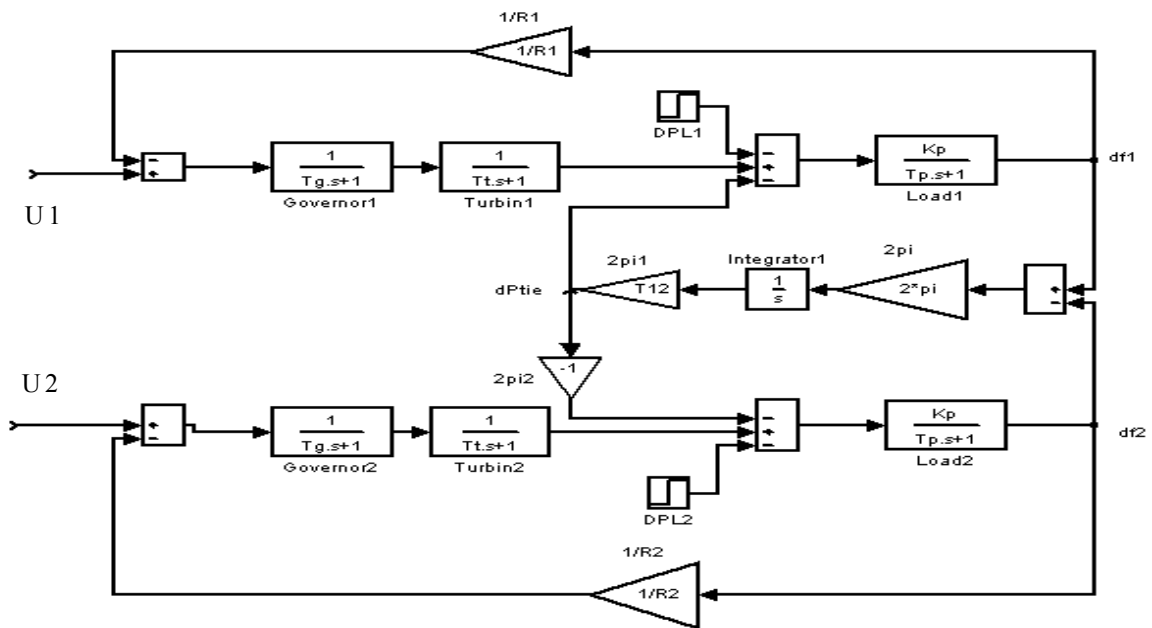 1/R1
1/R1
DPL1
1
Tg.s+1
Governor1
1
Tt.s+1
Turbin1
Kp
Tp.s+1
Load1
df1
U1
2pi1
Integrator1
2pi
dPtie
T12
1
s
2*pi
U2
-1
2pi2
1
Tg.s+1
Governor2
1
Tt.s+1
Turbin2
Kp
Tp.s+1
Load2
df2
DPL2
1/R2
1/R2